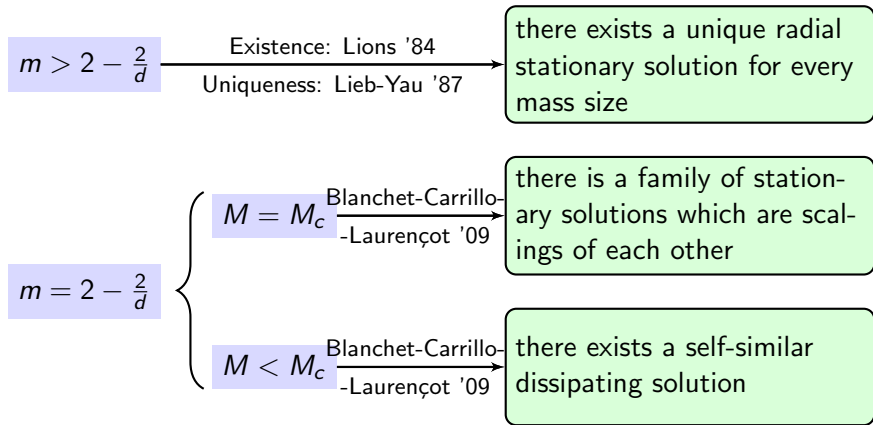 m > 2 − 2/d
Existence: Lions '84
Uniqueness: Lieb-Yau '87
there exists a unique radial
stationary solution for every
mass size
m = 2 − 2/d
M = M_c
Blanchet-Carrillo-
-Laurençot '09
there is a family of station-
ary solutions which are scal-
ings of each other
M < M_c
Blanchet-Carrillo-
-Laurençot '09
there exists a self-similar
dissipating solution